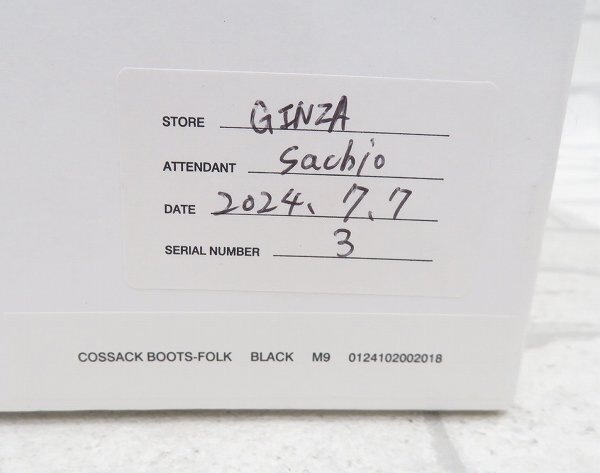 STORE GINZA
ATTENDANT Sachio
DATE 2024、7、7
SERIAL NUMBER 3
COSSACK BOOTS-FOLK BLACK M9 0124102002018